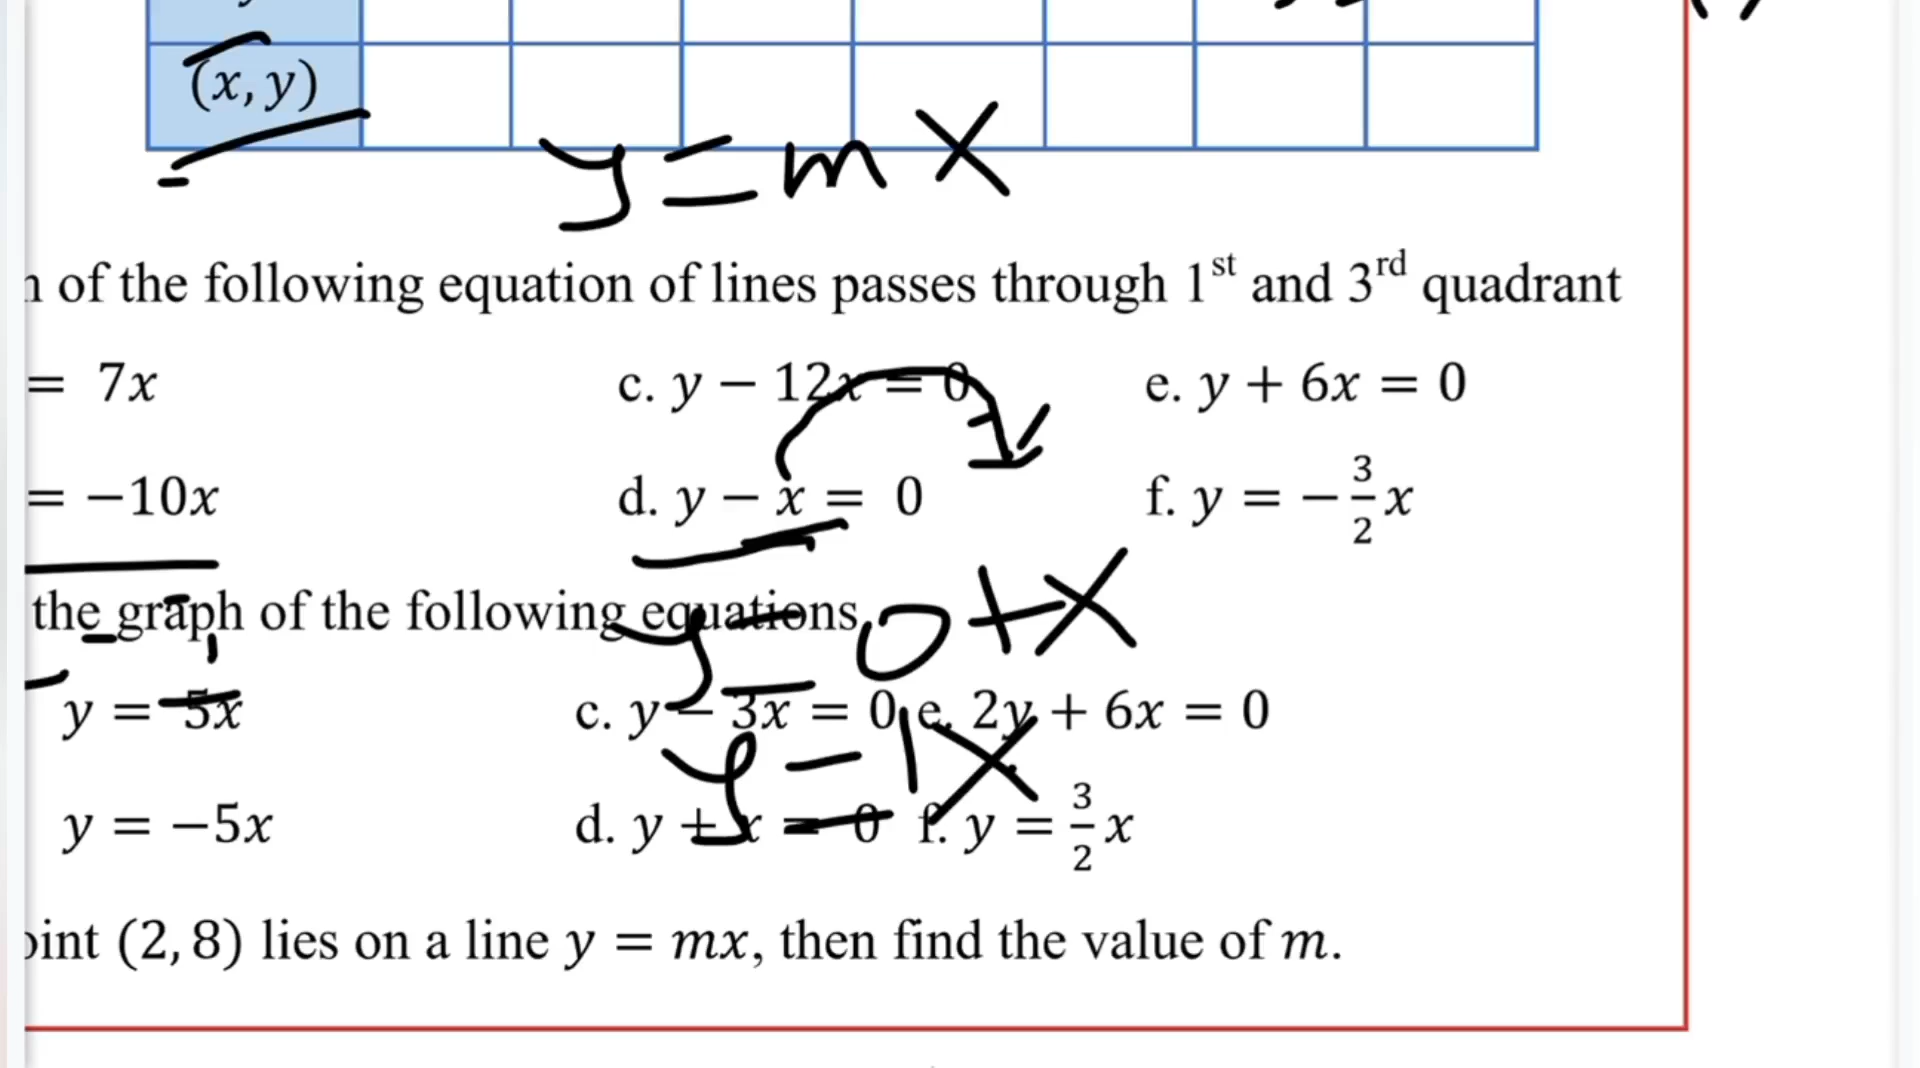 (x, y)
y = mx
of the following equation of lines passes through 1st and 3rd quadrant
= 7x c. y − 12x = 0 e. y + 6x = 0
= −10x d. y − x = 0 f. y = −3/2 x
the graph of the following equations
y = 0 + x
y = 5x c. y − 3x = 0 e. 2y + 6x = 0
y = 1x
y = −5x d. y + x = 0 f. y = 3/2 x
(2, 8) lies on a line y = mx, then find the value of m.